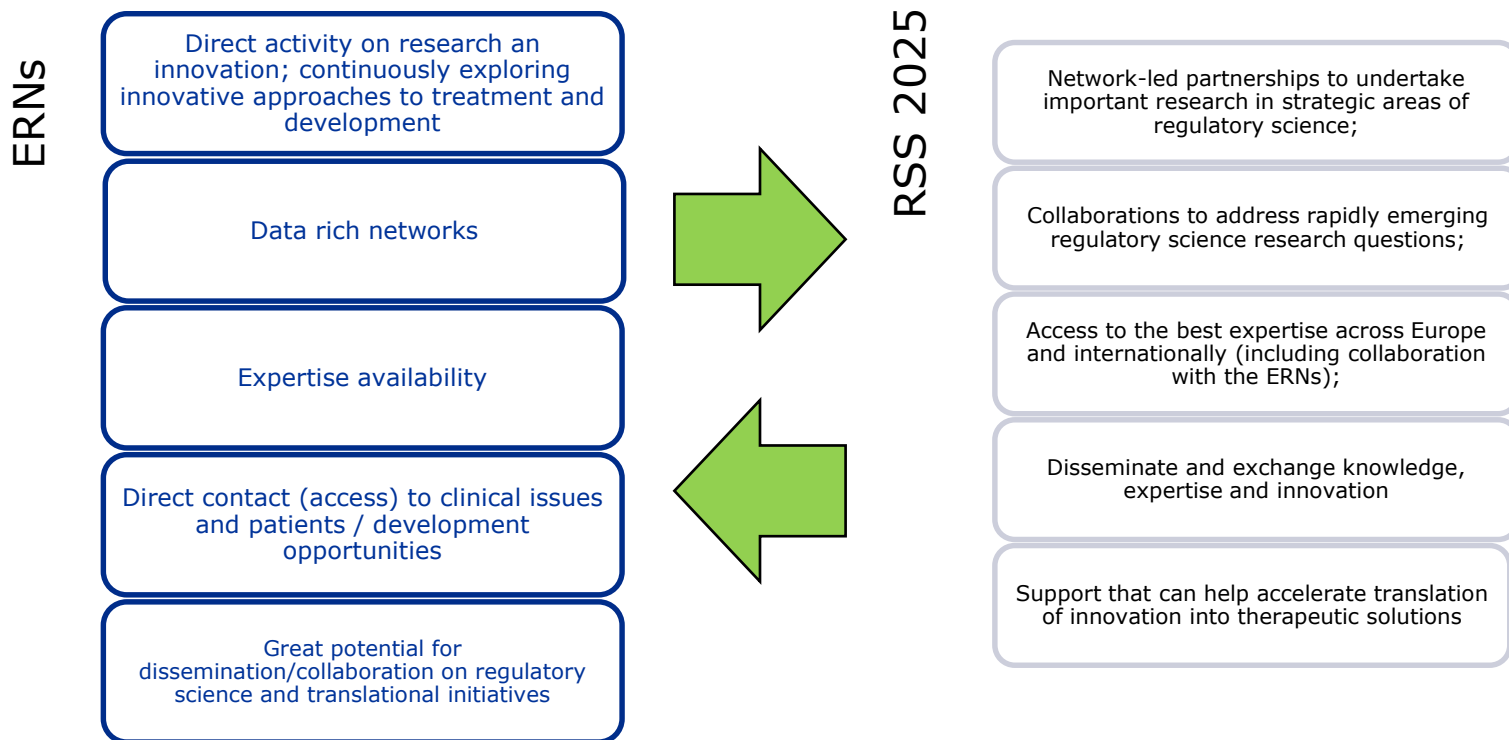 ERNs
Direct activity on research an
innovation; continuously exploring
innovative approaches to treatment and
development
Data rich networks
Expertise availability
Direct contact (access) to clinical issues
and patients / development
opportunities
Great potential for
dissemination/collaboration on regulatory
science and translational initiatives
RSS 2025
Network-led partnerships to undertake
important research in strategic areas of
regulatory science;
Collaborations to address rapidly emerging
regulatory science research questions;
Access to the best expertise across Europe
and internationally (including collaboration
with the ERNs);
Disseminate and exchange knowledge,
expertise and innovation
Support that can help accelerate translation
of innovation into therapeutic solutions